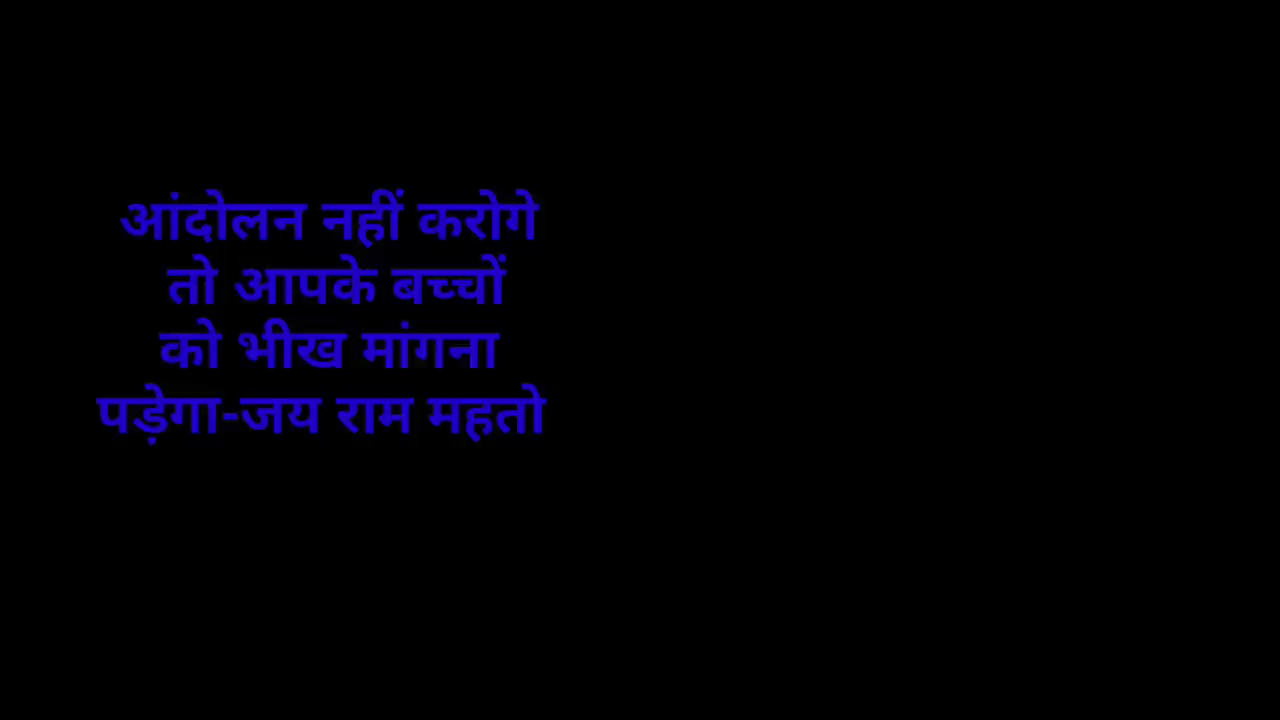 आंदोलन नहीं करोगे
तो आपके बच्चों
को भीख मांगना
पड़ेगा-जय राम महतो